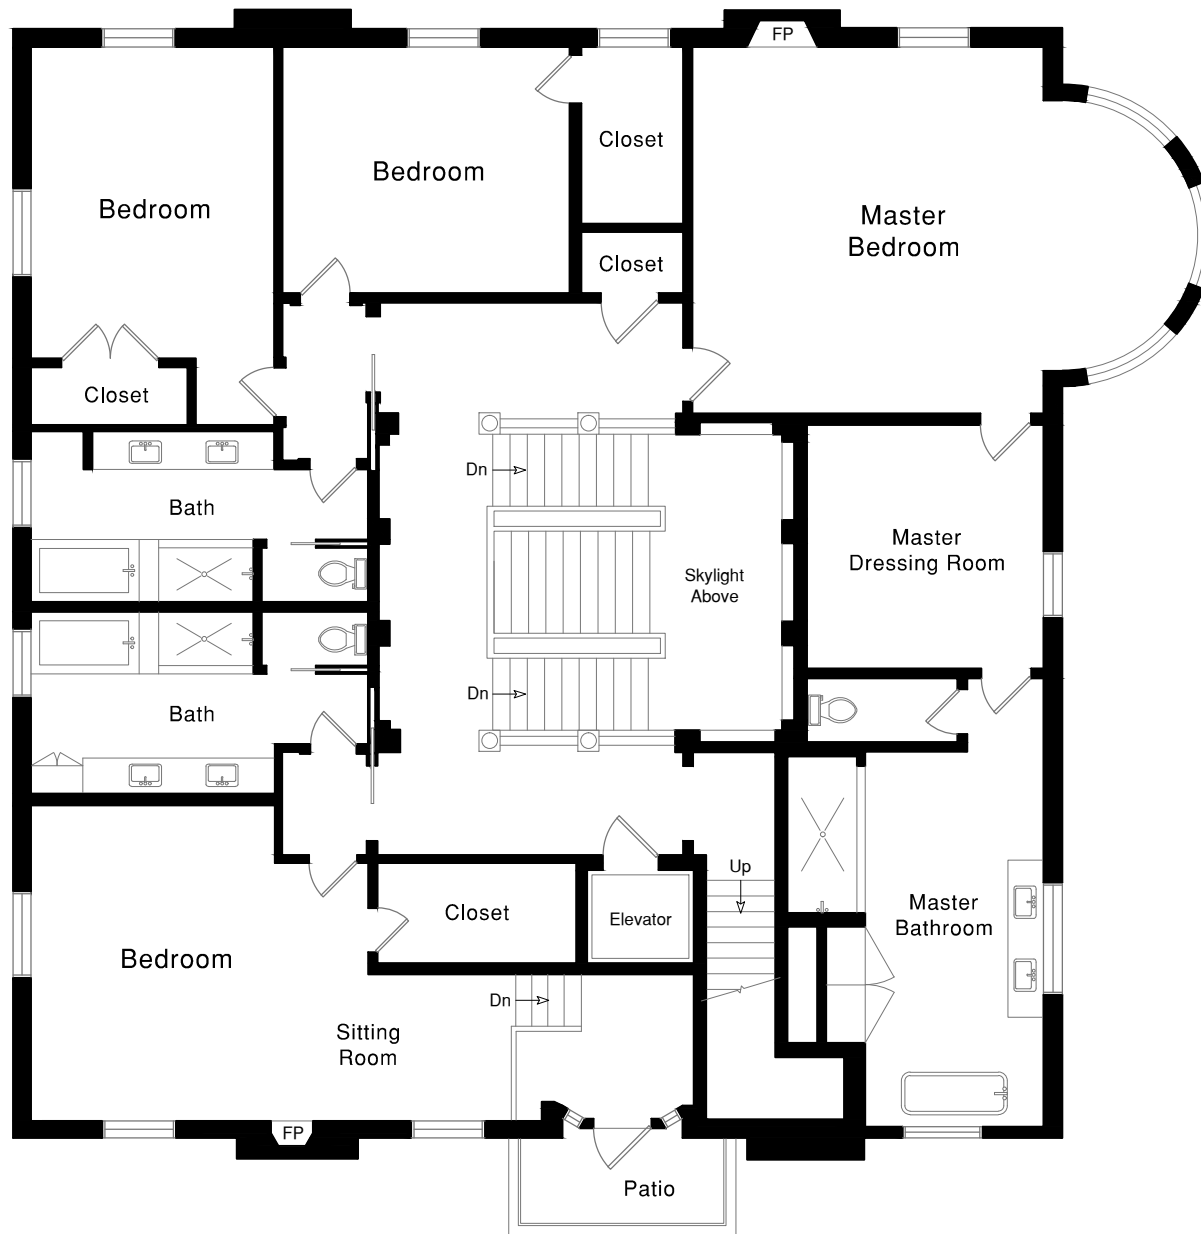 FP
Closet
Bedroom
Bedroom
Master
Bedroom
Closet
Closet
Dn
Bath
Master
Dressing Room
Skylight
Above
Dn
Bath
Up
Closet
Elevator
Master
Bathroom
Bedroom
Dn
Sitting
Room
FP
Patio